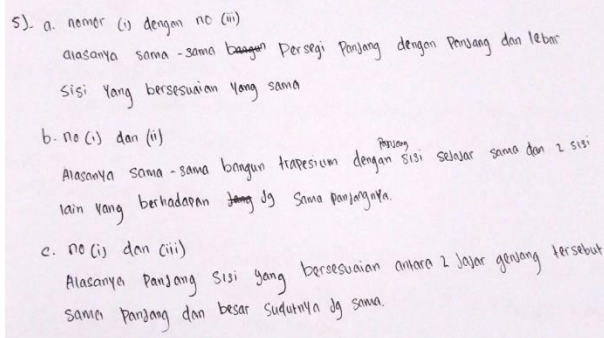 5). a. nomor (i) dengan no (iii)
alasanya sama - sama bangun Persegi Panjang dengan Panjang dan lebar
sisi Yang bersesuaian Yang sama
b. no (i) dan (ii)
Alasanya sama - sama bangun trapesium dengan Panjang sisi sejajar sama dan 2 sisi
lain Yang berhadapan Jang Jg sama panjangnya.
c. no (i) dan (iii)
Alasanya Panjang sisi yang bersesuaian antara 2 Jajar genjang tersebut
sama panjang dan besar sudutnya Jg sama.